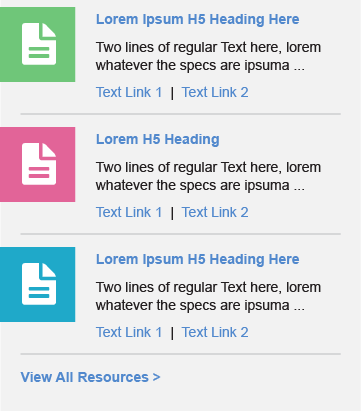 Lorem Ipsum H5 Heading Here
Two lines of regular Text here, lorem
whatever the specs are ipsuma ...
Text Link 1 | Text Link 2
Lorem H5 Heading
Two lines of regular Text here, lorem
whatever the specs are ipsuma ...
Text Link 1 | Text Link 2
Lorem Ipsum H5 Heading Here
Two lines of regular Text here, lorem
whatever the specs are ipsuma ...
Text Link 1 | Text Link 2
View All Resources >